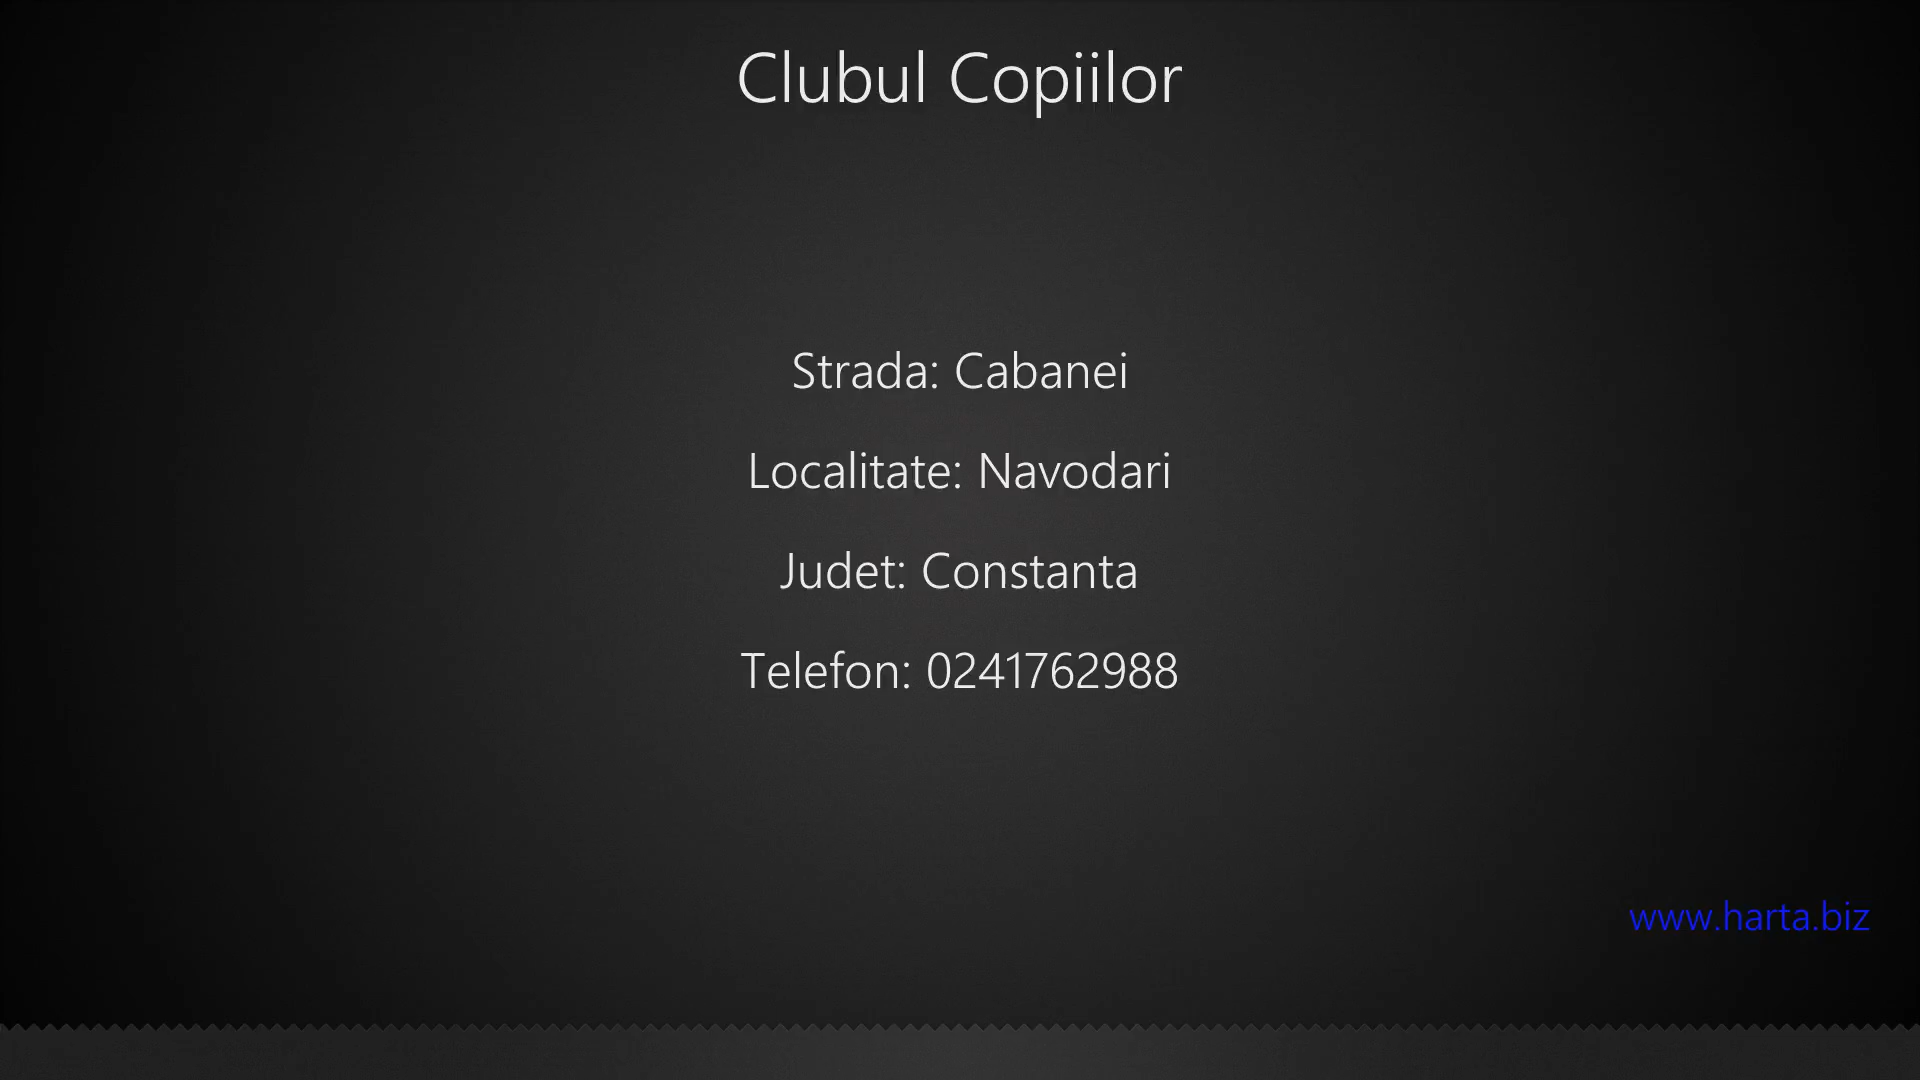 Clubul Copiilor
Strada: Cabanei
Localitate: Navodari
Judet: Constanta
Telefon: 0241762988
www.harta.biz